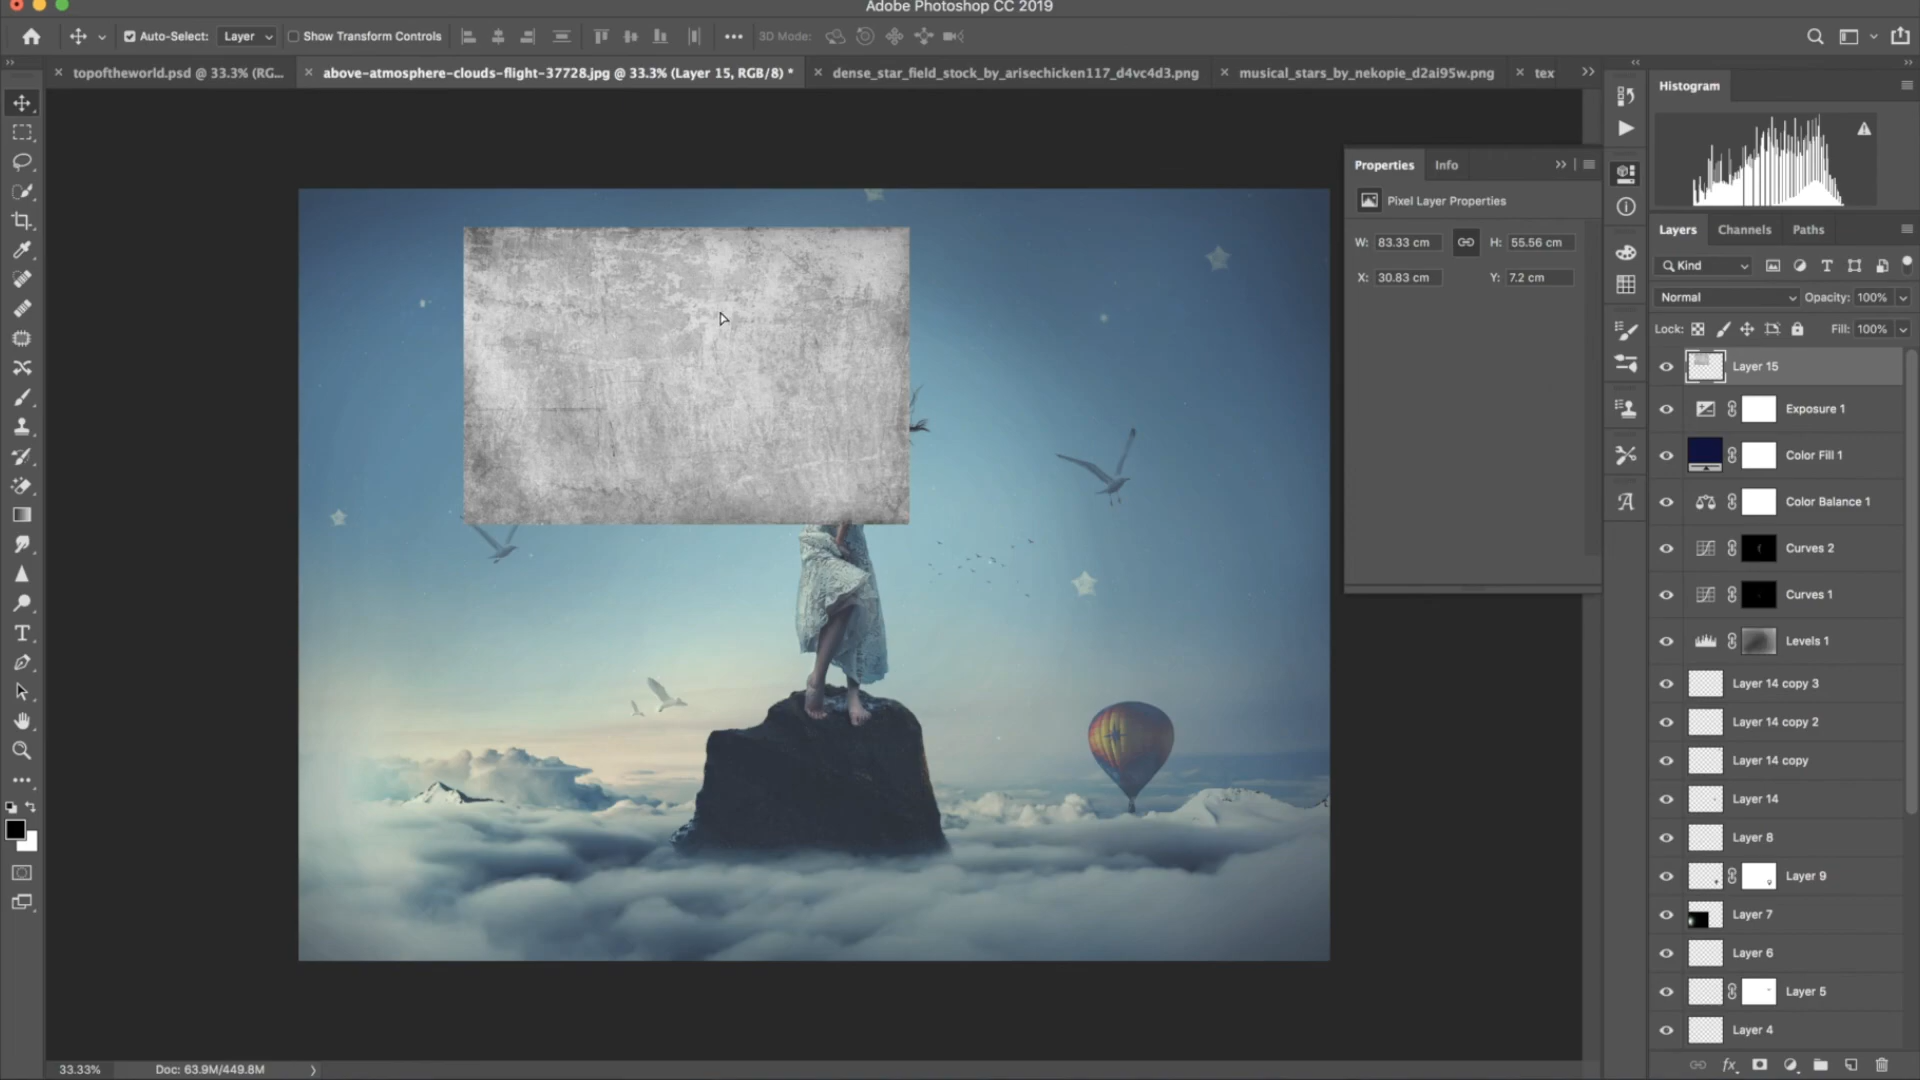 Adobe Photoshop CC 2019
Auto-Select: Layer Show Transform Controls 3D Mode:
topoftheworld.psd @ 33.3% (RG... above-atmosphere-clouds-flight-37728.jpg @ 33.3% (Layer 15, RGB/8) * dense_star_field_stock_by_arisechicken117_d4vc4d3.png musical_stars_by_nekopie_d2ai95w.png tex
Histogram
Properties Info
Pixel Layer Properties
W: 83.33 cm H: 55.56 cm
X: 30.83 cm Y: 7.2 cm
Layers Channels Paths
Kind
Normal Opacity: 100%
Lock: Fill: 100%
Layer 15
Exposure 1
Color Fill 1
Color Balance 1
Curves 2
Curves 1
Levels 1
Layer 14 copy 3
Layer 14 copy 2
Layer 14 copy
Layer 14
Layer 8
Layer 9
Layer 7
Layer 6
Layer 5
Layer 4
33.33% Doc: 63.9M/449.8M